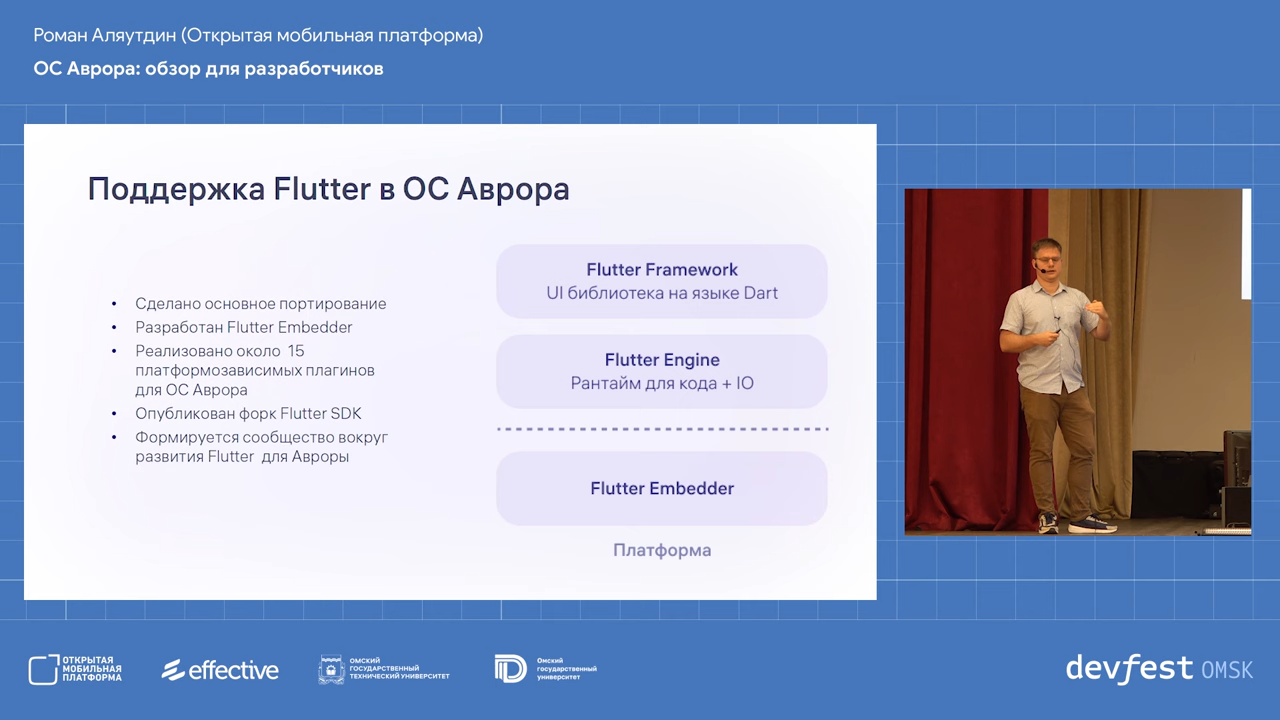 Роман Аляутдин (Открытая мобильная платформа)
ОС Аврора: обзор для разработчиков
Поддержка Flutter в ОС Аврора
• Сделано основное портирование
• Разработан Flutter Embedder
• Реализовано около 15
платформозависимых плагинов
для ОС Аврора
• Опубликован форк Flutter SDK
• Формируется сообщество вокруг
развития Flutter для Авроры
Flutter Framework
UI библиотека на языке Dart
Flutter Engine
Рантайм для кода + IO
Flutter Embedder
Платформа
ОТКРЫТАЯ
МОБИЛЬНАЯ
ПЛАТФОРМА
effective
ОМСКИЙ
ГОСУДАРСТВЕННЫЙ
ТЕХНИЧЕСКИЙ УНИВЕРСИТЕТ
Омский
государственный
университет
devfest OMSK